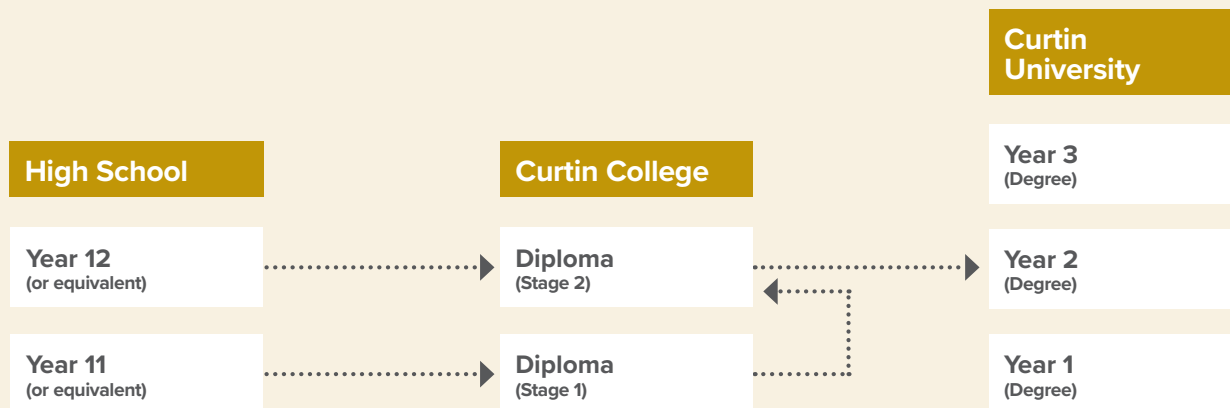 High School
Year 12
(or equivalent)
Year 11
(or equivalent)
Curtin College
Diploma
(Stage 2)
Diploma
(Stage 1)
Curtin
University
Year 3
(Degree)
Year 2
(Degree)
Year 1
(Degree)